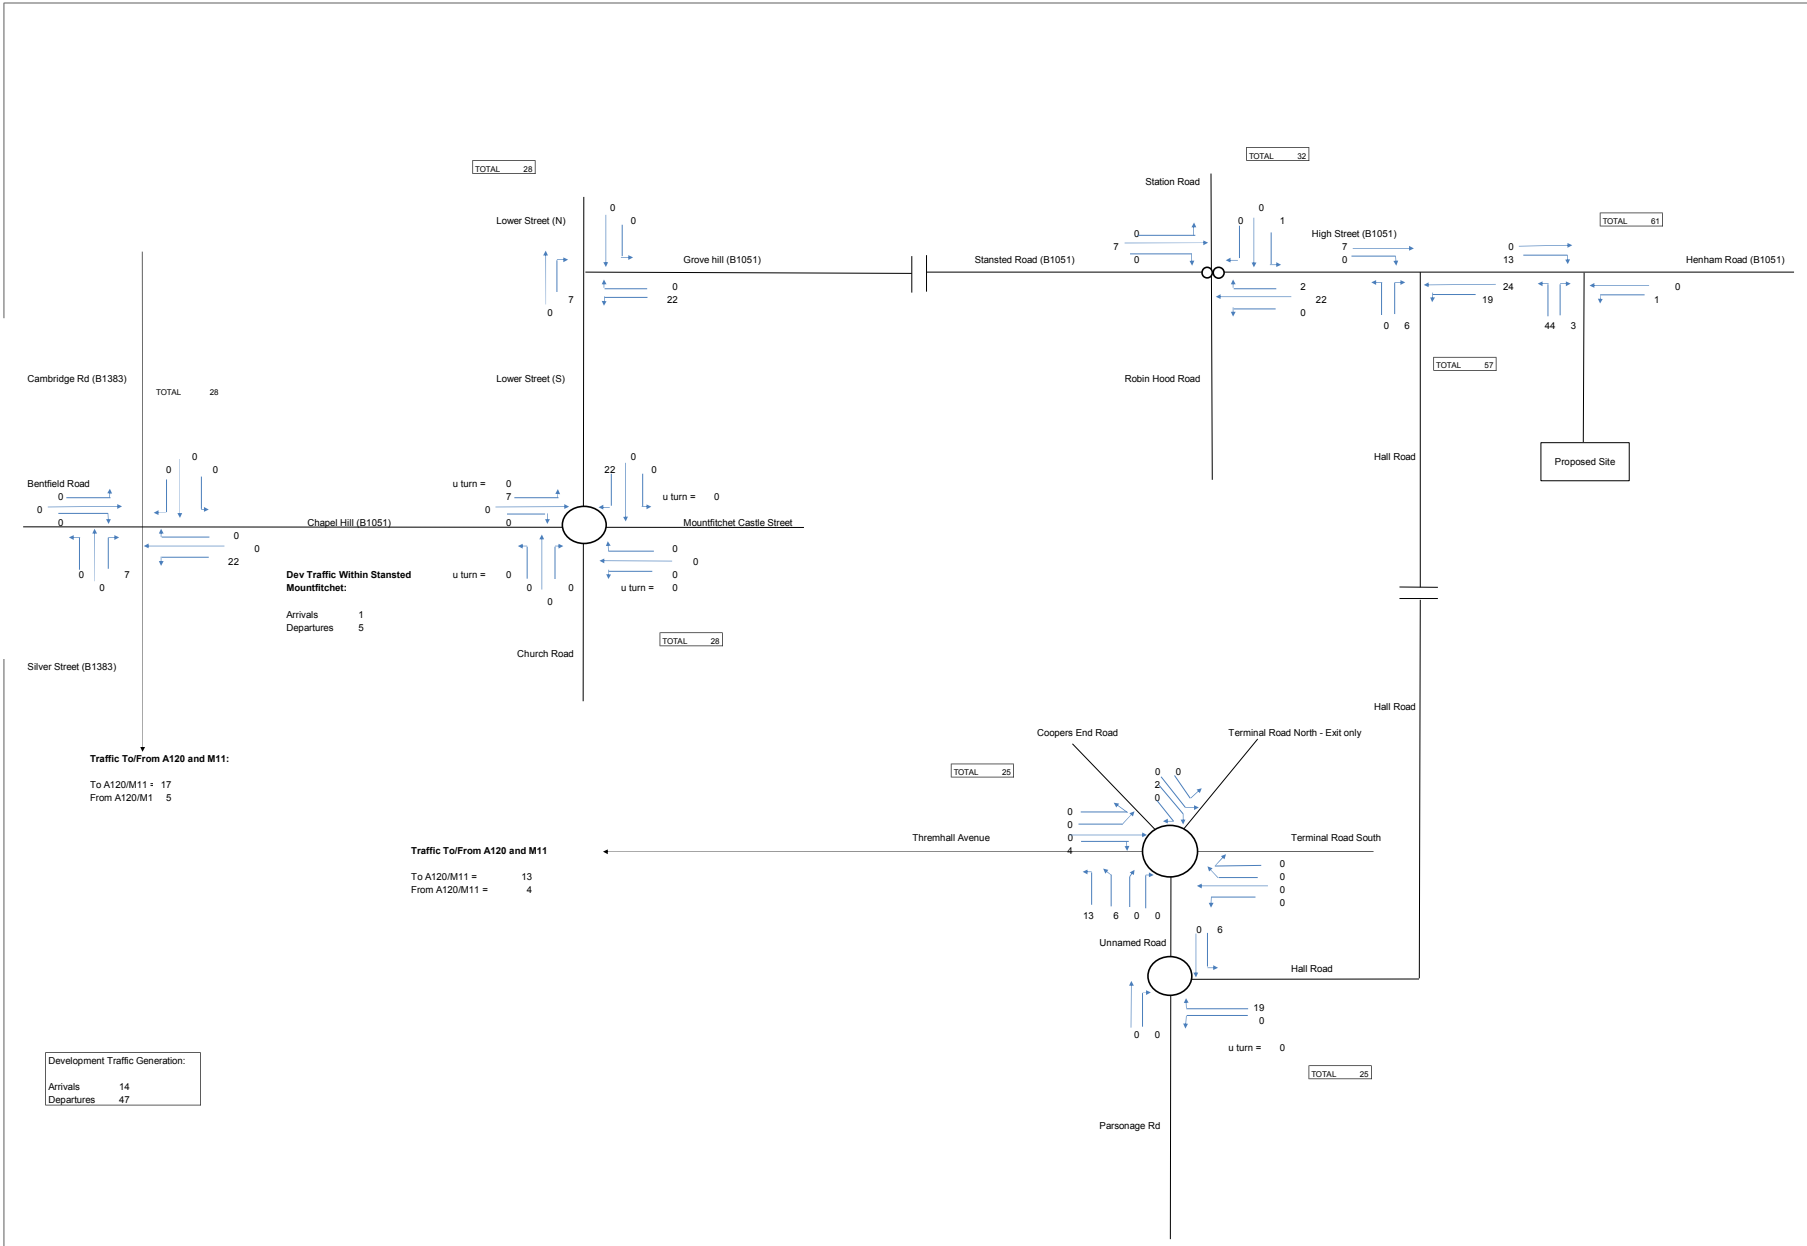 TOTAL 32
TOTAL 28
Station Road
0
0
0 0 1
Lower Street (N) 0
0
High Street (B1051)
TOTAL 61
7
0
7
0
0
13
Grove hill (B1051)
Stansted Road (B1051)
Henham Road (B1051)
7
0
0
22
2
22
0
0 6
24
19
44 3
0
1
TOTAL 57
Cambridge Rd (B1383)
TOTAL 28
Lower Street (S)
Robin Hood Road
Hall Road
Proposed Site
Bentfield Road
0
0
0
0 0 0
u turn = 0
7
0
0
22 0 0
u turn = 0
Chapel Hill (B1051)
Mountfitchet Castle Street
0
0
22
0 0 7
0
0
0
Dev Traffic Within Stansted
Mountfitchet:
u turn = 0
0 0 0
u turn = 0
Arrivals 1
Departures 5
TOTAL 28
Church Road
Silver Street (B1383)
Hall Road
Coopers End Road
Terminal Road North - Exit only
Traffic To/From A120 and M11:
To A120/M11 = 17
From A120/M1 5
TOTAL 25
0 0
2
0
0
0
0
4
Thremhall Avenue
Terminal Road South
Traffic To/From A120 and M11
To A120/M11 = 13
From A120/M11 = 4
0
0
0
0
13 6 0 0
Unnamed Road
0 6
Hall Road
19
0
0 0
u turn = 0
TOTAL 25
Development Traffic Generation:
Arrivals 14
Departures 47
Parsonage Rd